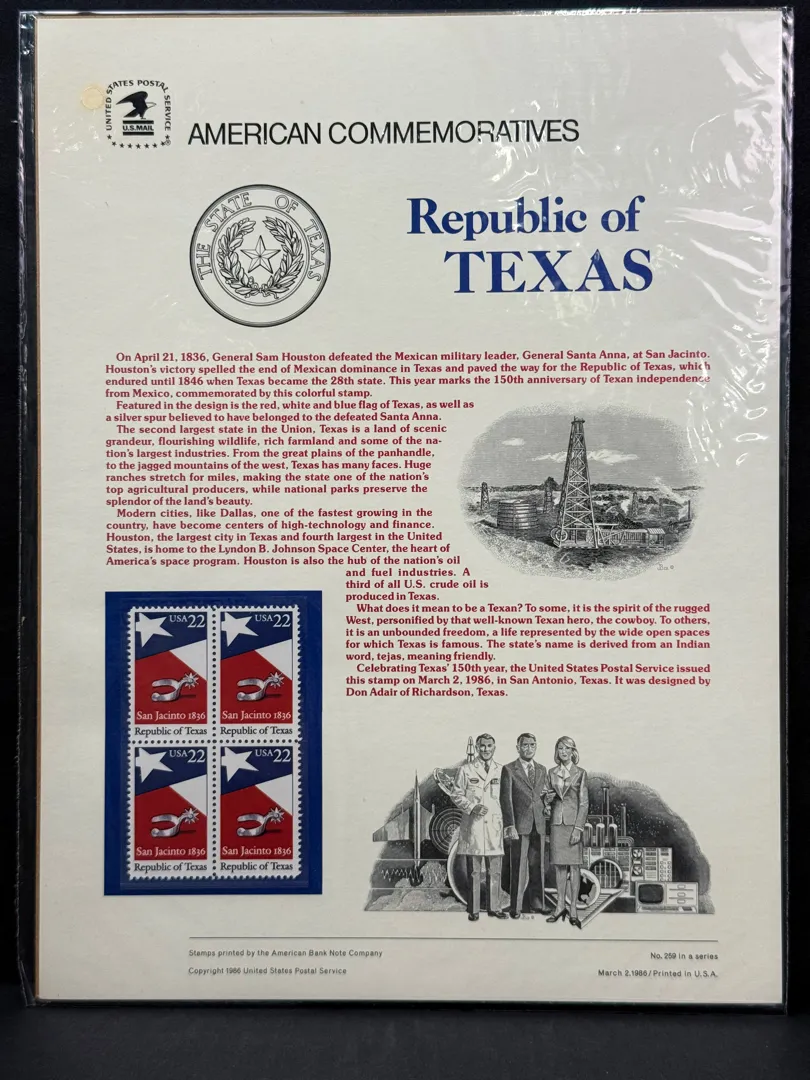 UNITED STATES POSTAL SERVICE
U.S.MAIL
®
AMERICAN COMMEMORATIVES
THE STATE OF TEXAS
Republic of
TEXAS
On April 21, 1836, General Sam Houston defeated the Mexican military leader, General Santa Anna, at San Jacinto.
Houston's victory spelled the end of Mexican dominance in Texas and paved the way for the Republic of Texas, which
endured until 1846 when Texas became the 28th state. This year marks the 150th anniversary of Texan independence
from Mexico, commemorated by this colorful stamp.
Featured in the design is the red, white and blue flag of Texas, as well as
a silver spur believed to have belonged to the defeated Santa Anna.
The second largest state in the Union, Texas is a land of scenic
grandeur, flourishing wildlife, rich farmland and some of the na-
tion's largest industries. From the great plains of the panhandle,
to the jagged mountains of the west, Texas has many faces. Huge
ranches stretch for miles, making the state one of the nation's
top agricultural producers, while national parks preserve the
splendor of the land's beauty.
Modern cities, like Dallas, one of the fastest growing in the
country, have become centers of high-technology and finance.
Houston, the largest city in Texas and fourth largest in the United
States, is home to the Lyndon B. Johnson Space Center, the heart of
America's space program. Houston is also the hub of the nation's oil
and fuel industries. A
third of all U.S. crude oil is
produced in Texas.
What does it mean to be a Texan? To some, it is the spirit of the rugged
West, personified by that well-known Texan hero, the cowboy. To others,
it is an unbounded freedom, a life represented by the wide open spaces
for which Texas is famous. The state's name is derived from an Indian
word, tejas, meaning friendly.
Celebrating Texas' 150th year, the United States Postal Service issued
this stamp on March 2, 1986, in San Antonio, Texas. It was designed by
Don Adair of Richardson, Texas.
USA 22
San Jacinto 1836
Republic of Texas
USA 22
San Jacinto 1836
Republic of Texas
USA 22
San Jacinto 1836
Republic of Texas
USA 22
San Jacinto 1836
Republic of Texas
Stamps printed by the American Bank Note Company
No. 259 in a series
Copyright 1986 United States Postal Service
March 2, 1986/Printed in U.S.A.